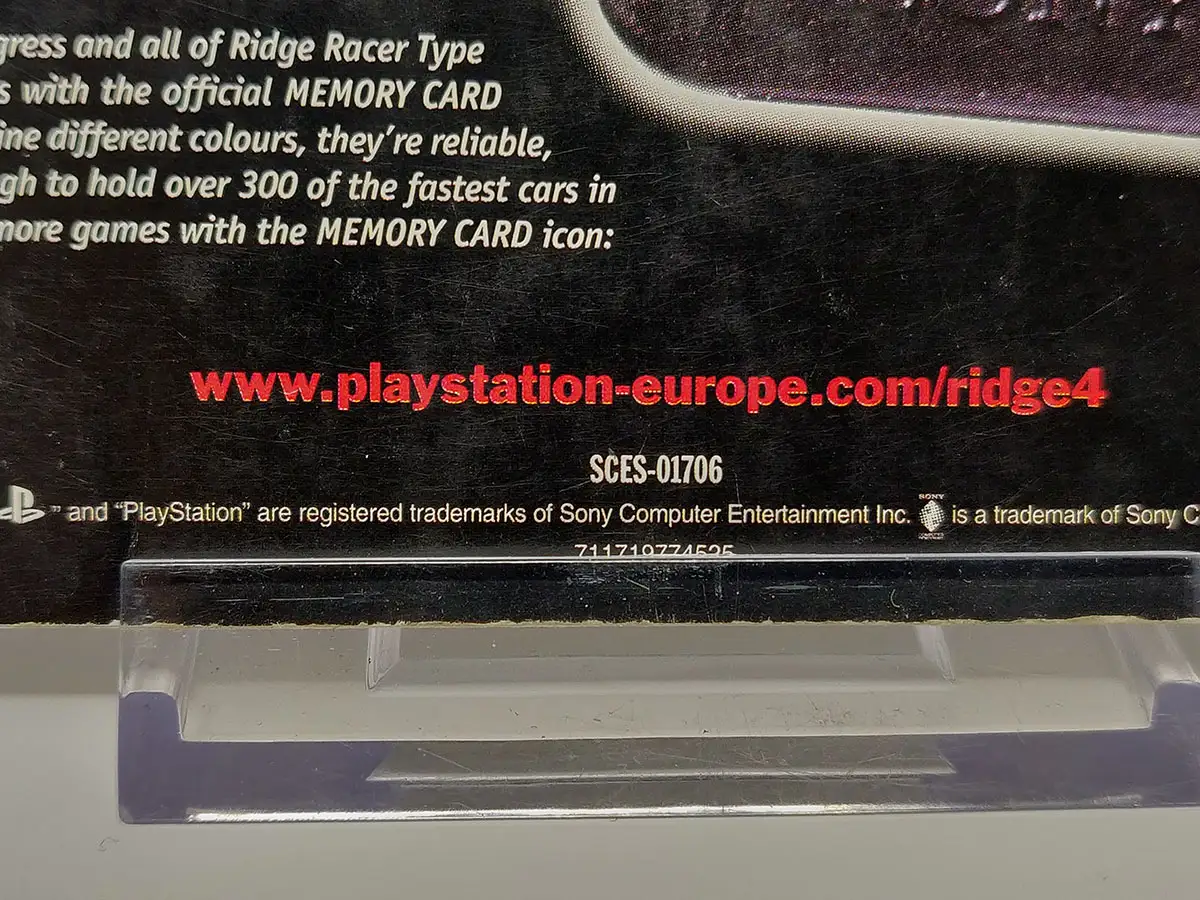 gress and all of Ridge Racer Type
s with the official MEMORY CARD
ine different colours, they're reliable,
gh to hold over 300 of the fastest cars in
more games with the MEMORY CARD icon:
www.playstation-europe.com/ridge4
SCES-01706
" and "PlayStation" are registered trademarks of Sony Computer Entertainment Inc. SONY is a trademark of Sony C
711719774525